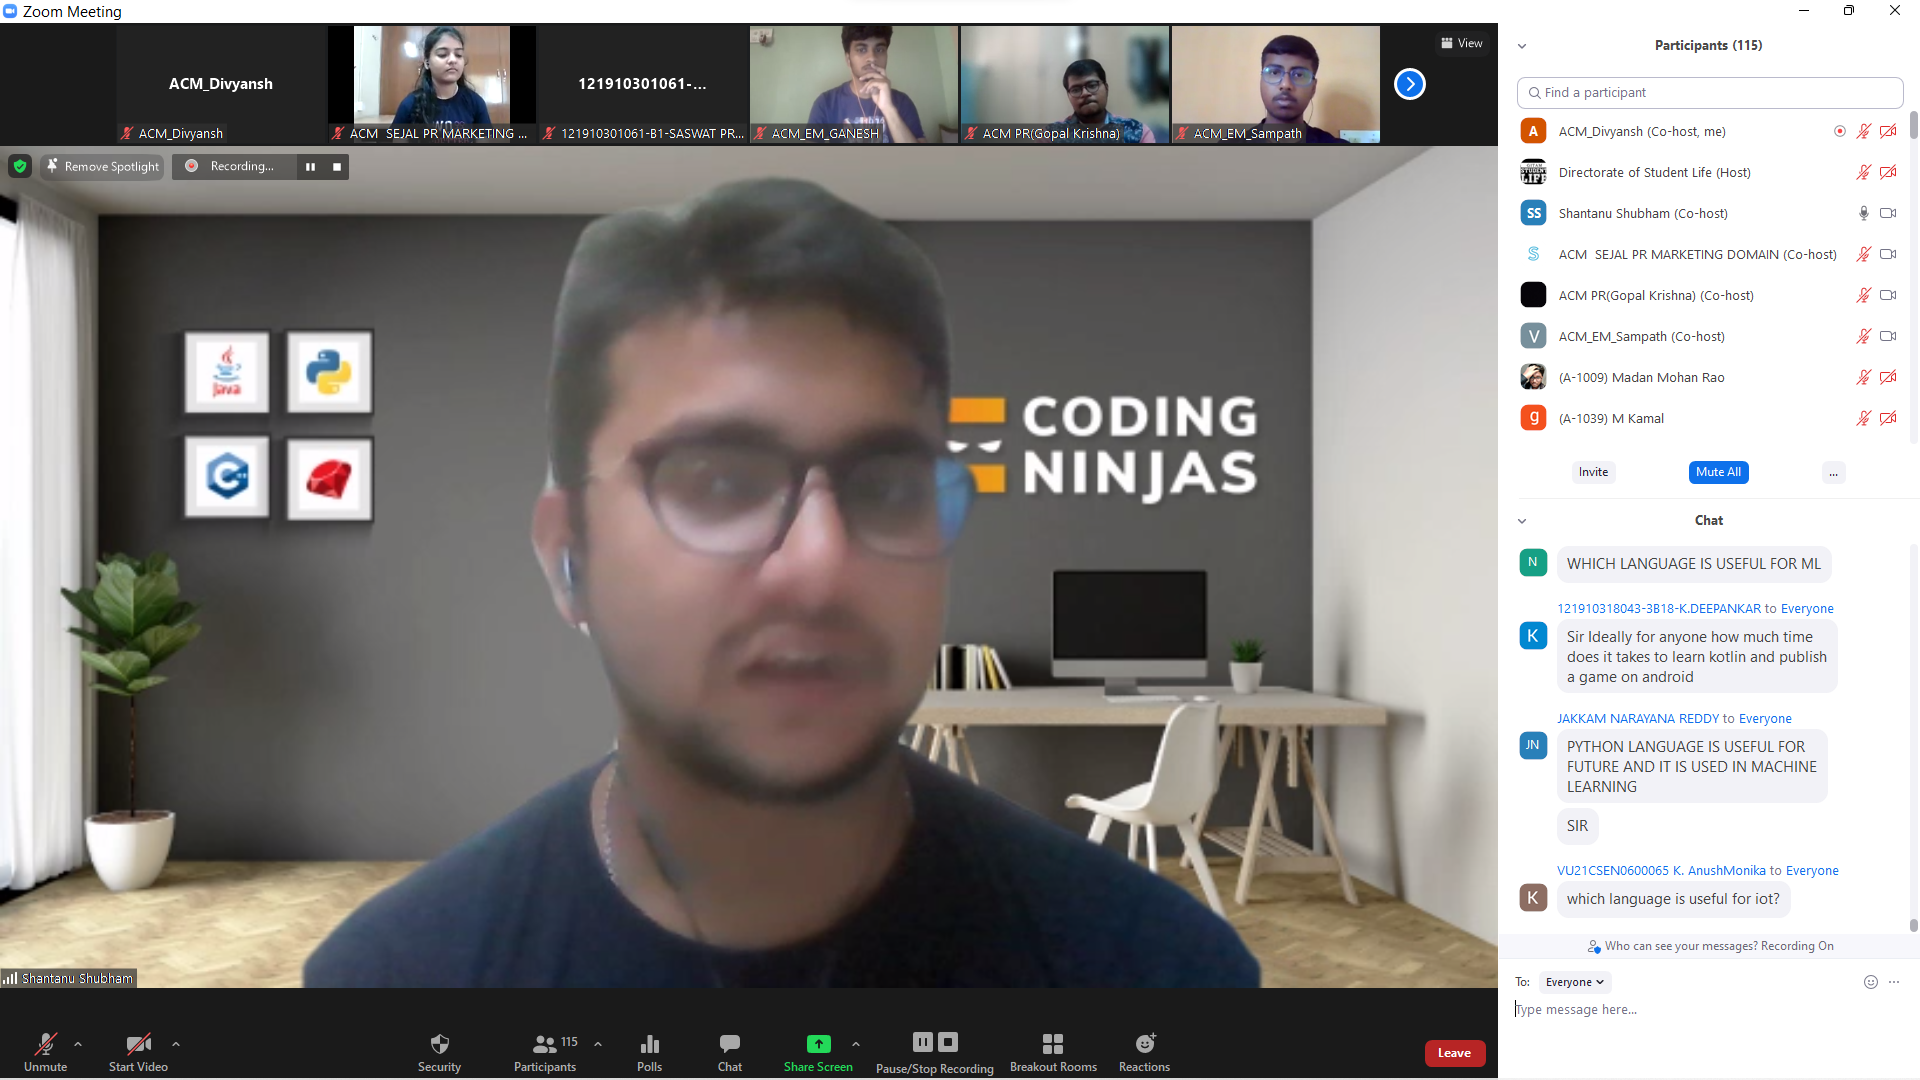 Zoom Meeting
ACM_Divyansh
121910301061-...
View
ACM_Divyansh
ACM SEJAL PR MARKETING ...
121910301061-B1-SASWAT PR...
ACM_EM_GANESH
ACM PR(Gopal Krishna)
ACM_EM_Sampath
Remove Spotlight
Recording...
Java
C++
CODING
NINJAS
Shantanu Shubham
Unmute
Start Video
Security
115
Participants
Polls
Chat
Share Screen
Pause/Stop Recording
Breakout Rooms
Reactions
Leave
Participants (115)
Find a participant
A
ACM_Divyansh (Co-host, me)
STUDENT
LIFE
Directorate of Student Life (Host)
SS
Shantanu Shubham (Co-host)
S
ACM SEJAL PR MARKETING DOMAIN (Co-host)
ACM PR(Gopal Krishna) (Co-host)
V
ACM_EM_Sampath (Co-host)
(A-1009) Madan Mohan Rao
g
(A-1039) M Kamal
Invite
Mute All
...
Chat
N
WHICH LANGUAGE IS USEFUL FOR ML
121910318043-3B18-K.DEEPANKAR to Everyone
K
Sir Ideally for anyone how much time
does it takes to learn kotlin and publish
a game on android
JAKKAM NARAYANA REDDY to Everyone
JN
PYTHON LANGUAGE IS USEFUL FOR
FUTURE AND IT IS USED IN MACHINE
LEARNING
SIR
VU21CSEN0600065 K. AnushMonika to Everyone
K
which language is useful for iot?
Who can see your messages? Recording On
To:
Everyone
Type message here...